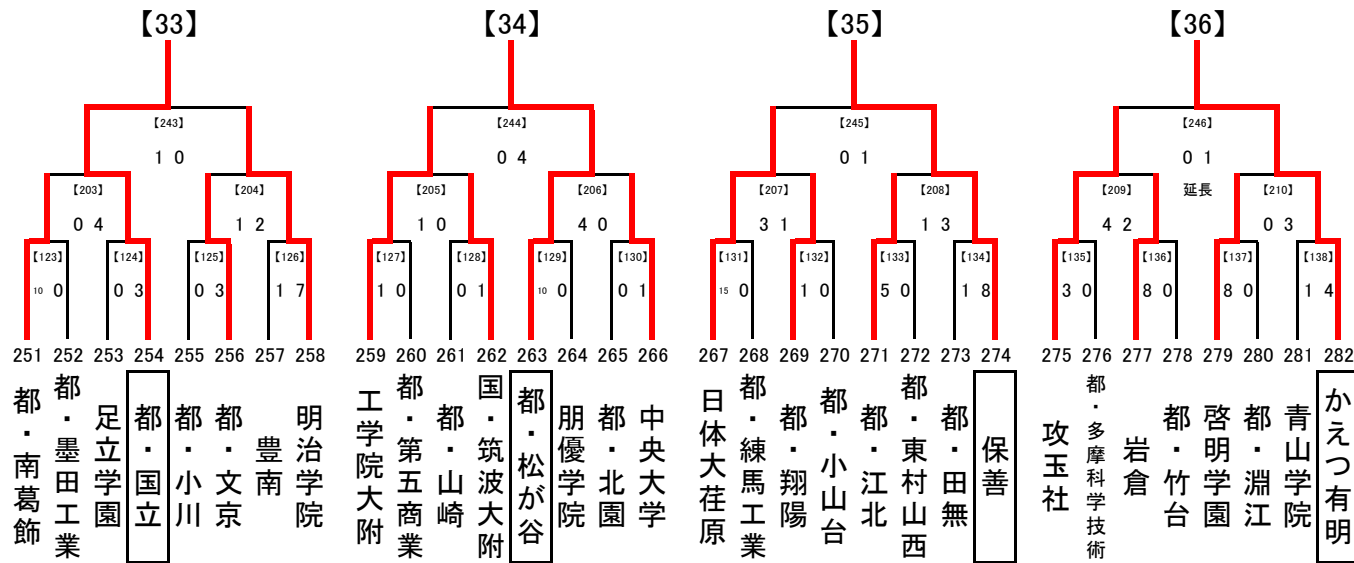 【33】 【34】 【35】 【36】
【243】 【244】 【245】 【246】
1 0 0 4 0 1 0 1
【203】 【204】 【205】 【206】 【207】 【208】 【209】 延長 【210】
0 4 1 2 1 0 4 0 3 1 1 3 4 2 0 3
【123】 【124】 【125】 【126】 【127】 【128】 【129】 【130】 【131】 【132】 【133】 【134】 【135】 【136】 【137】 【138】
10 0 0 3 0 3 1 7 1 0 0 1 10 0 0 1 15 0 1 0 5 0 1 8 3 0 8 0 8 0 1 4
251 252 253 254 255 256 257 258 259 260 261 262 263 264 265 266 267 268 269 270 271 272 273 274 275 276 277 278 279 280 281 282
都・南葛飾
都・墨田工業
足立学園
都・国立
都・小川
都・文京
豊南
明治学院
工学院大附
都・第五商業
都・山崎
国・筑波大附
都・松が谷
朋優学院
都・北園
中央大学
日体大荏原
都・練馬工業
都・翔陽
都・小山台
都・江北
都・東村山西
都・田無
保善
攻玉社
都・多摩科学技術
岩倉
都・竹台
啓明学園
都・淵江
青山学院
かえつ有明